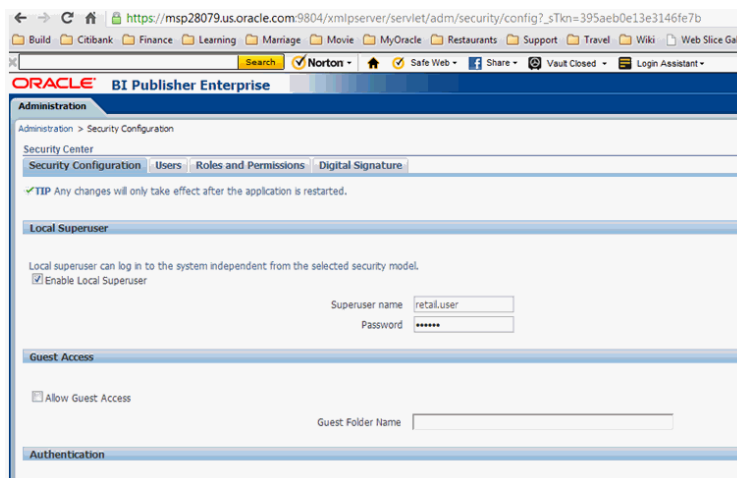 https://msp28079.us.oracle.com:9804/xmlpserver/servlet/adm/security/config?_sTkn=395aeb0e13e3146fe7b
Build Citibank Finance Learning Marriage Movie MyOracle Restaurants Support Travel Wiki Web Slice Gal
Search Norton Safe Web Share Vault Closed Login Assistant
ORACLE BI Publisher Enterprise
Administration
Administration > Security Configuration
Security Center
Security Configuration Users Roles and Permissions Digital Signature
TIP Any changes will only take effect after the application is restarted.
Local Superuser
Local superuser can log in to the system independent from the selected security model.
Enable Local Superuser
Superuser name retail.user
Password ••••••
Guest Access
Allow Guest Access
Guest Folder Name
Authentication